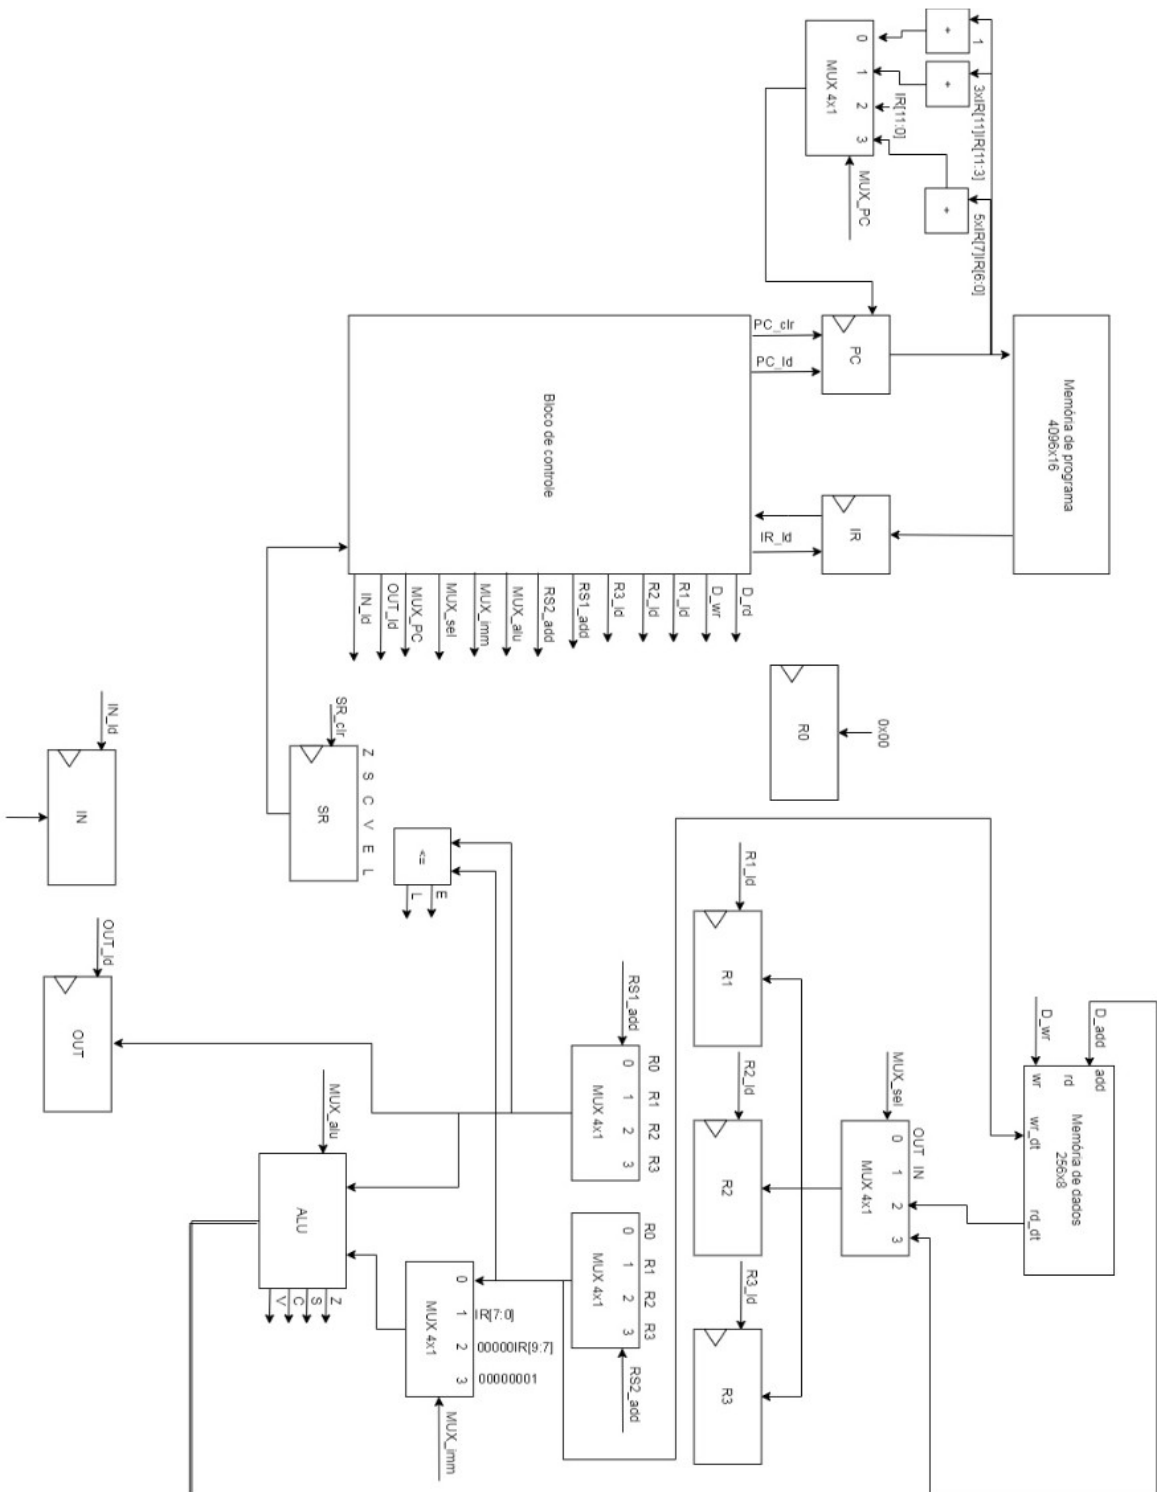 +
1
+
3xIR[11]IR[11:3]
+
5xIR[7]IR[6:0]
0
1
2
3
MUX 4x1
IR[11:0]
MUX_PC
Memória de programa
4096x16
PC_clr
PC_ld
PC
IR
IR_ld
Bloco de controle
D_rd
D_wr
R1_ld
R2_ld
R3_ld
RS1_add
RS2_add
MUX_alu
MUX_imm
MUX_sel
MUX_PC
OUT_ld
IN_ld
0x00
R0
SR_clr
Z S C V E L
SR
IN_ld
IN
<=
E
L
OUT_ld
OUT
R1_ld
R1
R2_ld
R2
R3_ld
R3
D_add
D_wr
add
rd
wr
Memória de dados
256x8
wr_dt
rd_dt
MUX_sel
OUT IN
0 1 2 3
MUX 4x1
RS1_add
R0 R1 R2 R3
0 1 2 3
MUX 4x1
R0 R1 R2 R3
0 1 2 3
MUX 4x1
RS2_add
MUX_alu
ALU
Z
S
C
V
0
1 IR[7:0]
2 00000IR[9:7]
3 00000001
MUX 4x1
MUX_imm